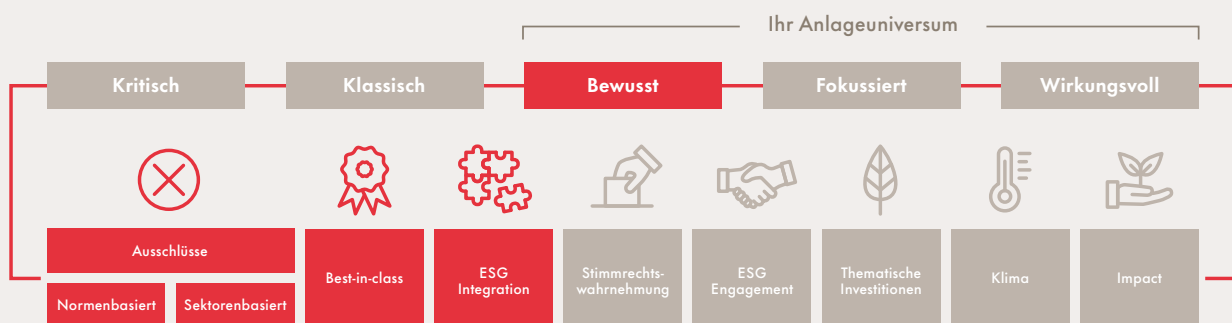 Ihr Anlageuniversum
Kritisch
Klassisch
Bewusst
Fokussiert
Wirkungsvoll
Ausschlüsse
Normenbasiert
Sektorenbasiert
Best-in-class
ESG
Integration
Stimmrechts-
wahrnehmung
ESG
Engagement
Thematische
Investitionen
Klima
Impact